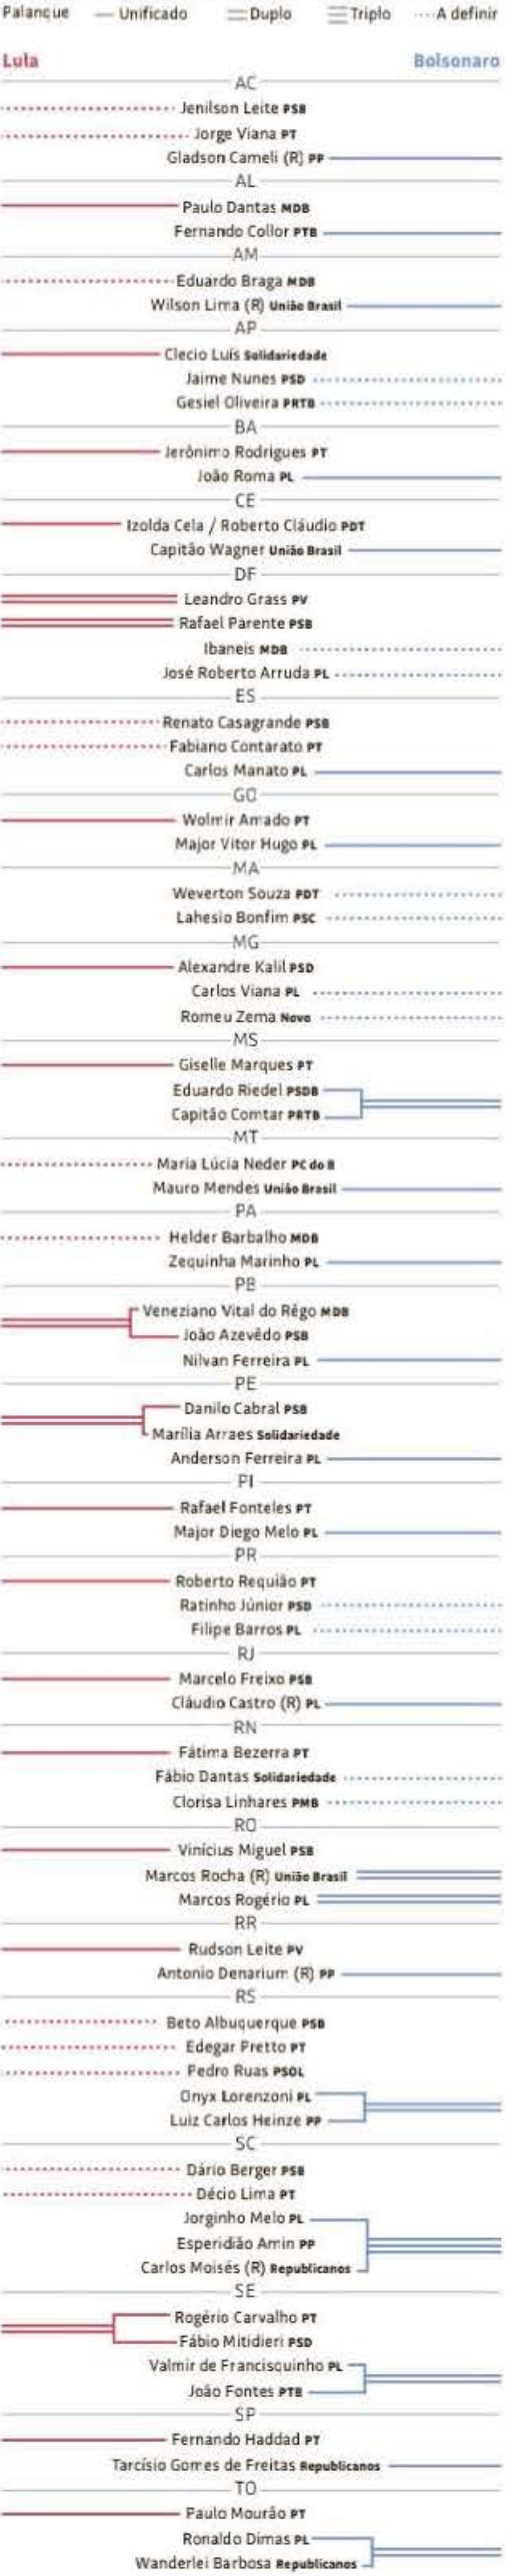 Palanque Unificado Duplo Triplo A definir
Lula Bolsonaro
AC
Jenilson Leite PSB
Jorge Viana PT
Gladson Cameli (R) PP
AL
Paulo Dantas MDB
Fernando Collor PTB
AM
Eduardo Braga MDB
Wilson Lima (R) União Brasil
AP
Clecio Luís Solidariedade
Jaime Nunes PSD
Gesiel Oliveira PRTB
BA
Jerônimo Rodrigues PT
João Roma PL
CE
Izolda Cela / Roberto Cláudio PDT
Capitão Wagner União Brasil
DF
Leandro Grass PV
Rafael Parente PSB
Ibaneis MDB
José Roberto Arruda PL
ES
Renato Casagrande PSB
Fabiano Contarato PT
Carlos Manato PL
GO
Wolmir Amado PT
Major Vitor Hugo PL
MA
Weverton Souza PDT
Lahesio Bonfim PSC
MG
Alexandre Kalil PSD
Carlos Viana PL
Romeu Zema Novo
MS
Giselle Marques PT
Eduardo Riedel PSDB
Capitão Comtar PRTB
MT
Maria Lúcia Neder PC do B
Mauro Mendes União Brasil
PA
Helder Barbalho MDB
Zequinha Marinho PL
PB
Veneziano Vital do Rêgo MDB
João Azevêdo PSB
Nilvan Ferreira PL
PE
Danilo Cabral PSB
Marília Arraes Solidariedade
Anderson Ferreira PL
PI
Rafael Fonteles PT
Major Diego Melo PL
PR
Roberto Requião PT
Ratinho Júnior PSD
Filipe Barros PL
RJ
Marcelo Freixo PSB
Cláudio Castro (R) PL
RN
Fátima Bezerra PT
Fábio Dantas Solidariedade
Clorisa Linhares PMB
RO
Vinícius Miguel PSB
Marcos Rocha (R) União Brasil
Marcos Rogério PL
RR
Rudson Leite PV
Antonio Denarium (R) PP
RS
Beto Albuquerque PSB
Edegar Pretto PT
Pedro Ruas PSOL
Onyx Lorenzoni PL
Luiz Carlos Heinze PP
SC
Dário Berger PSB
Décio Lima PT
Jorginho Melo PL
Esperidião Amin PP
Carlos Moisés (R) Republicanos
SE
Rogério Carvalho PT
Fábio Mitidieri PSD
Valmir de Francisquinho PL
João Fontes PTB
SP
Fernando Haddad PT
Tarcísio Gomes de Freitas Republicanos
TO
Paulo Mourão PT
Ronaldo Dimas PL
Wanderlei Barbosa Republicanos